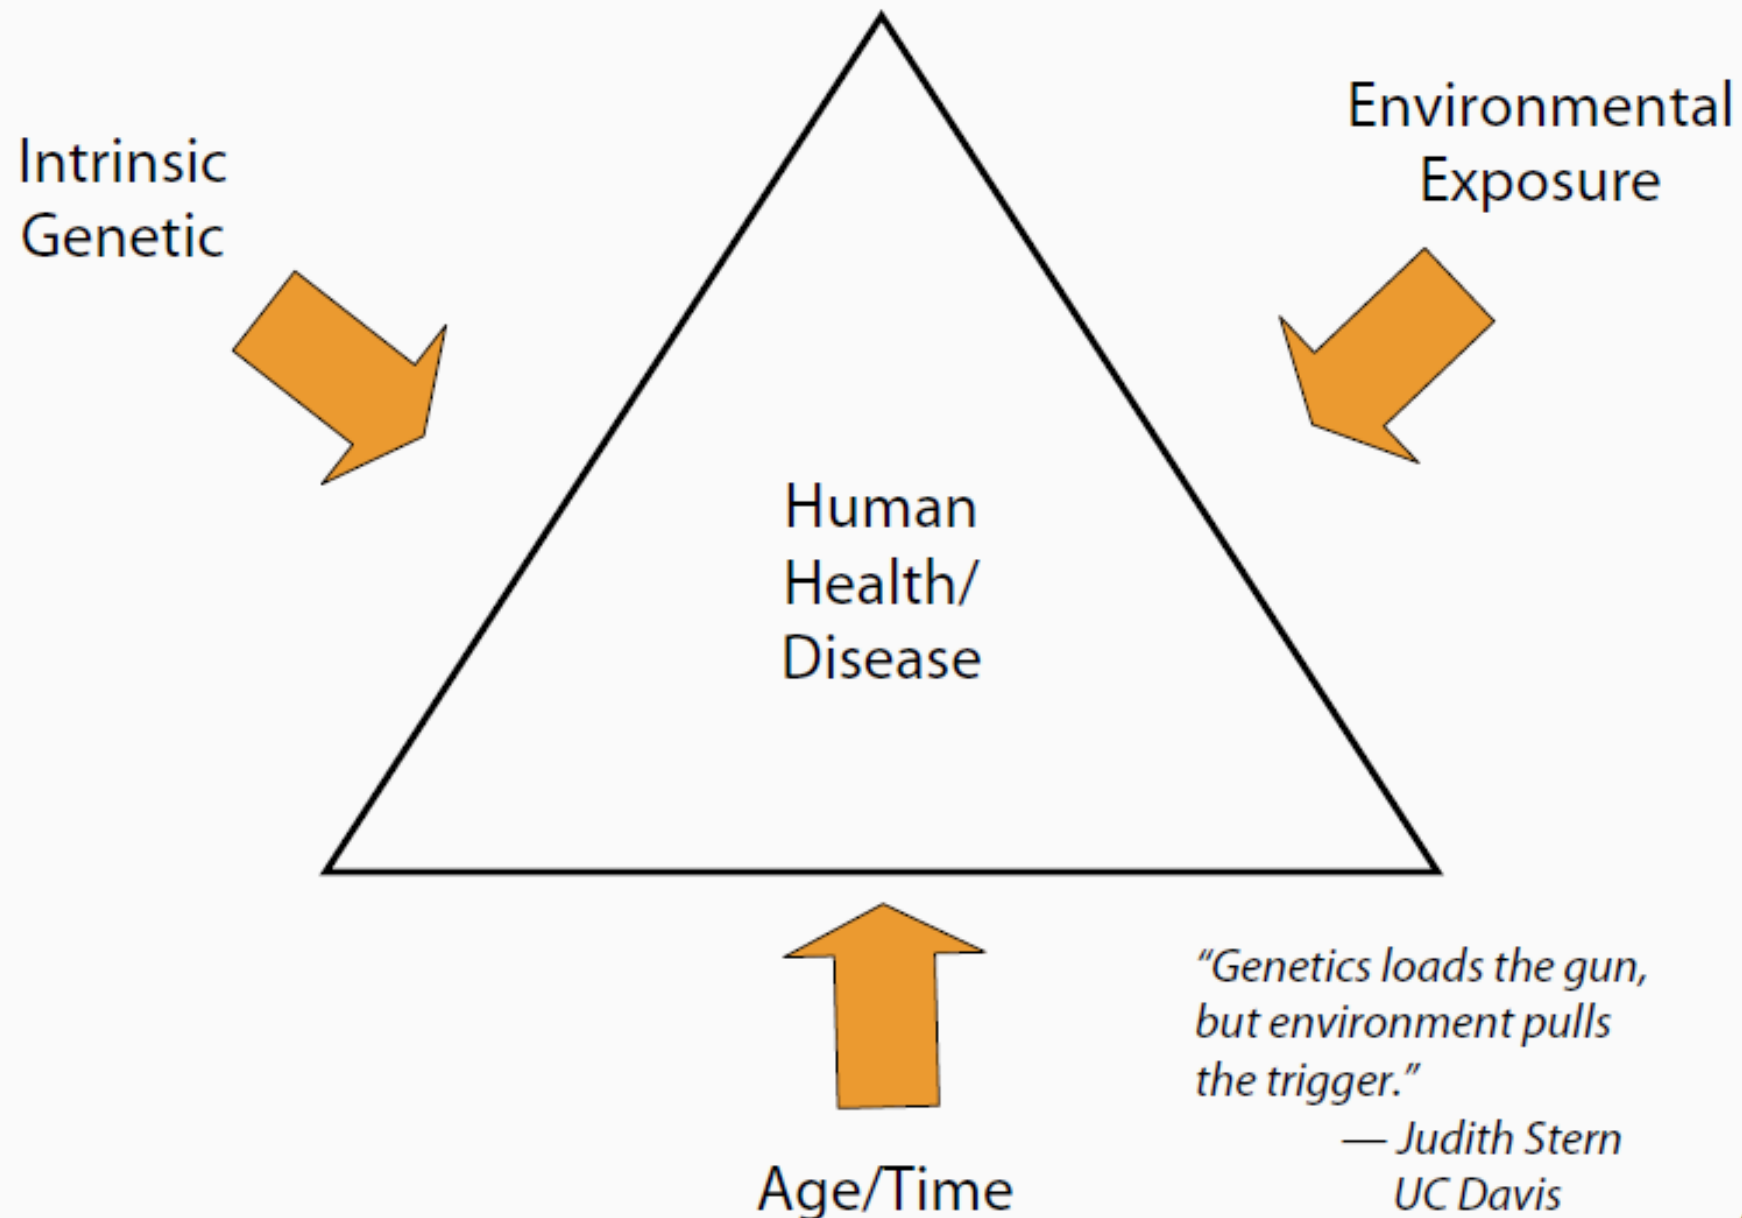 Intrinsic
Genetic
Environmental
Exposure
Human
Health/
Disease
Age/Time
“Genetics loads the gun,
but environment pulls
the trigger.”
— Judith Stern
UC Davis